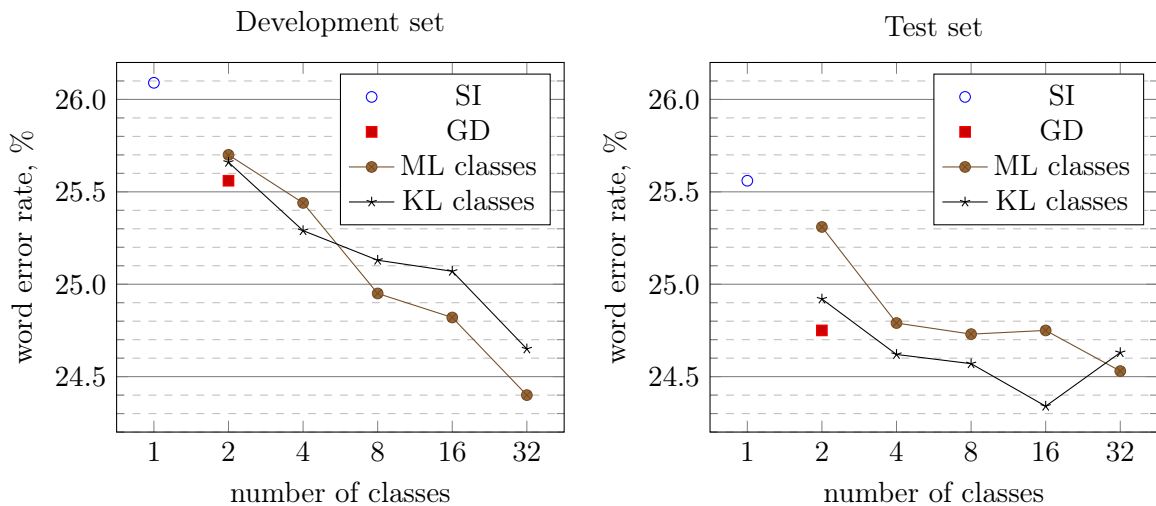 Development set
word error rate, %
26.0
25.5
25.0
24.5
1 2 4 8 16 32
number of classes
SI
GD
ML classes
KL classes
Test set
word error rate, %
26.0
25.5
25.0
24.5
1 2 4 8 16 32
number of classes
SI
GD
ML classes
KL classes